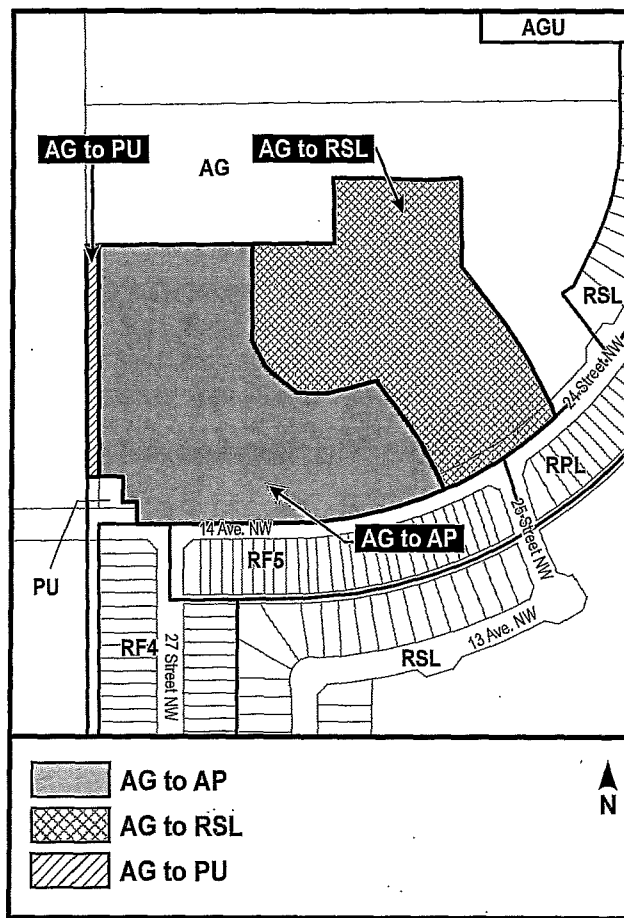 AGU
AG to PU
AG to RSL
AG
RSL
24 Street NW
RPL
25 Street NW
14 Ave. NW
AG to AP
RF5
PU
RF4
27 Street NW
RSL
13 Ave. NW
AG to AP
AG to RSL
AG to PU
N